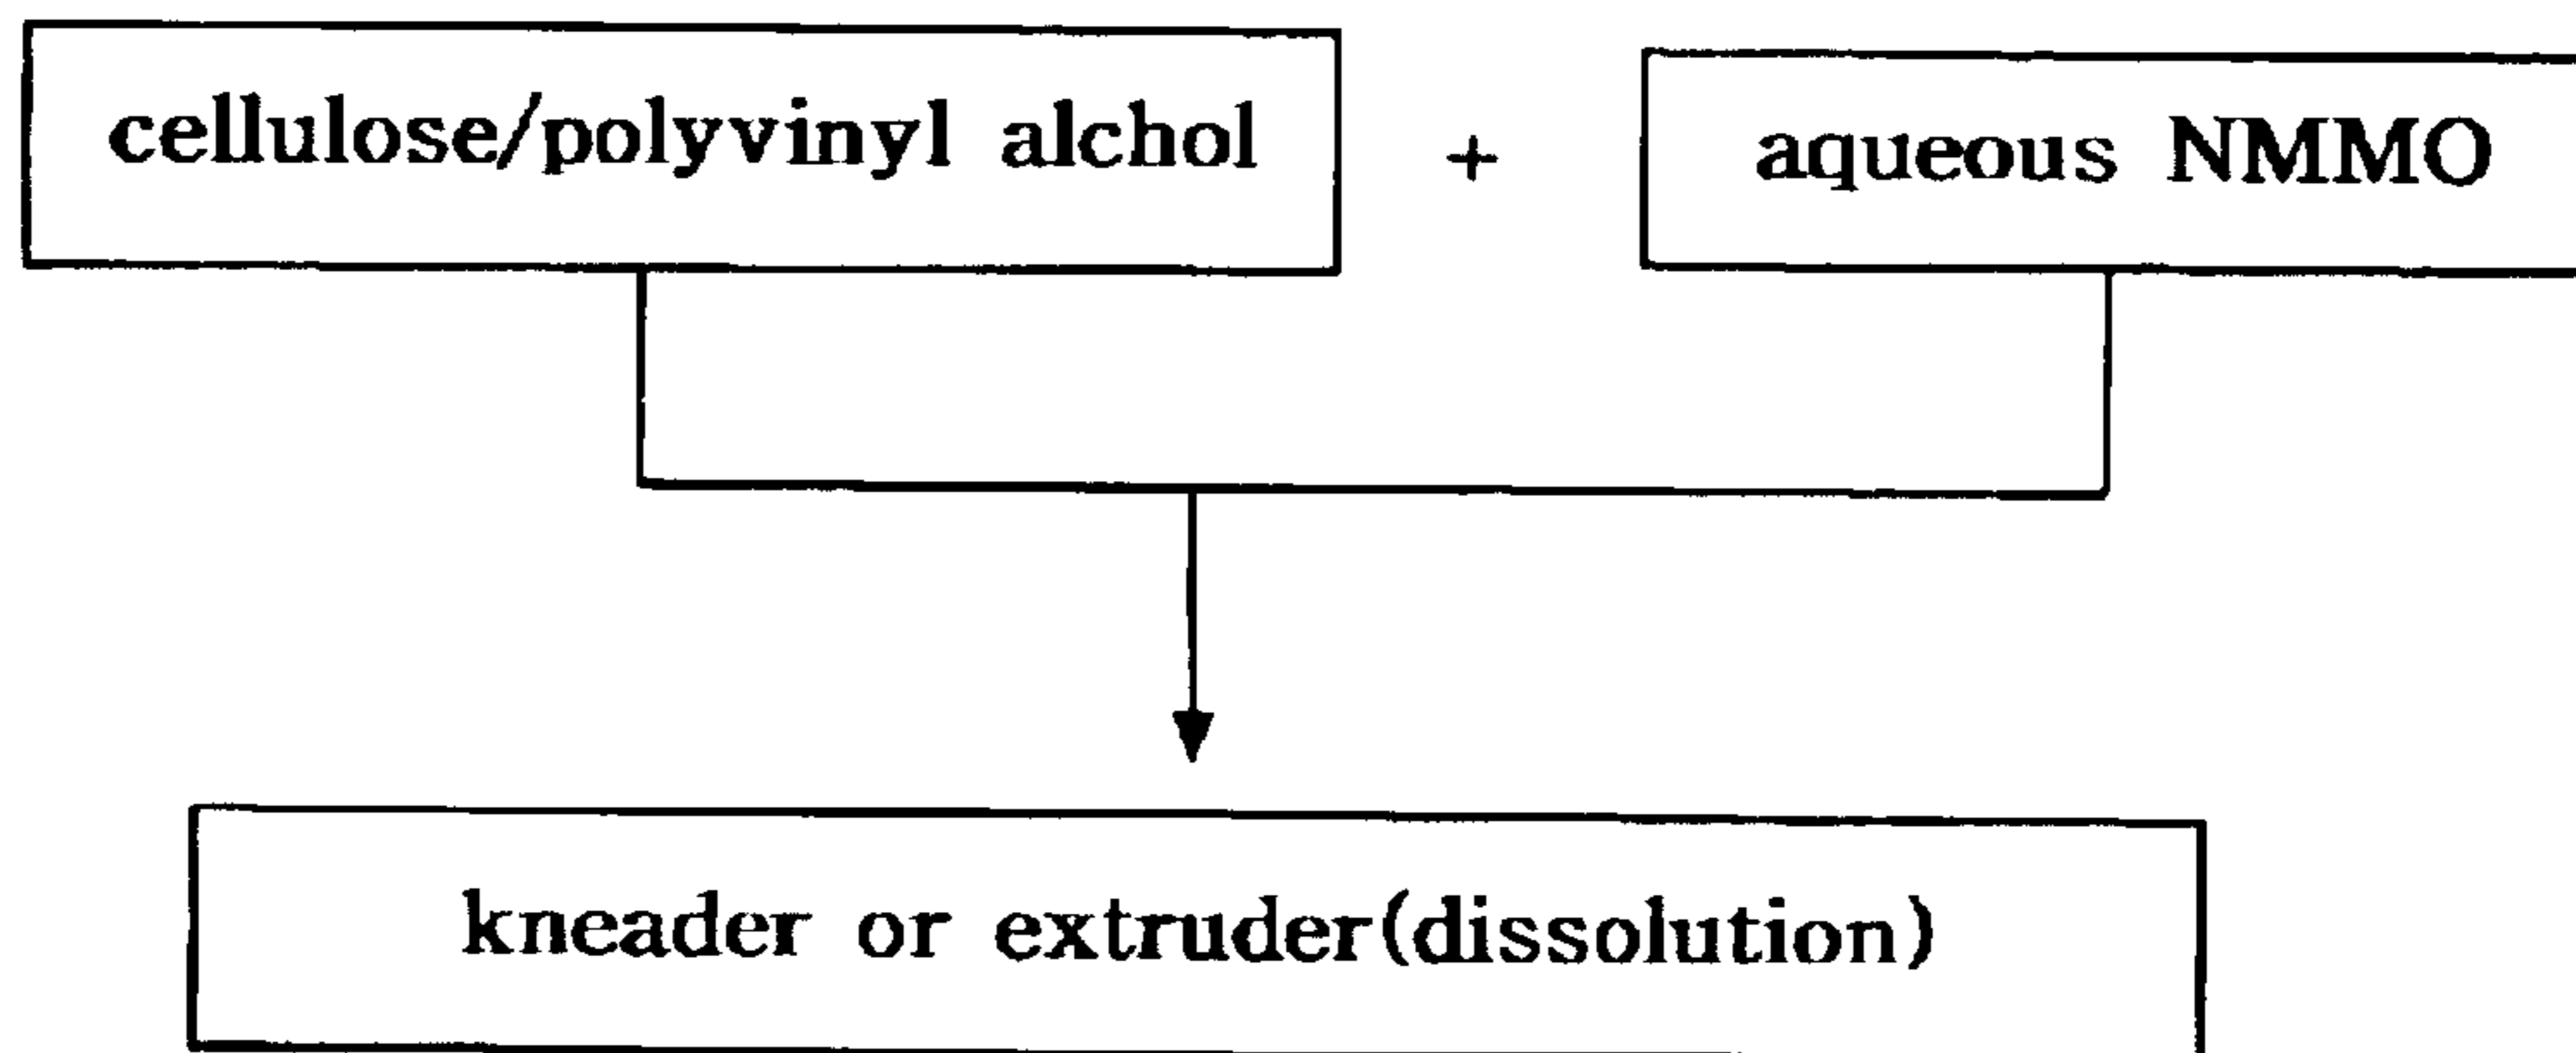 cellulose/polyvinyl alchol + aqueous NMMO
kneader or extruder(dissolution)